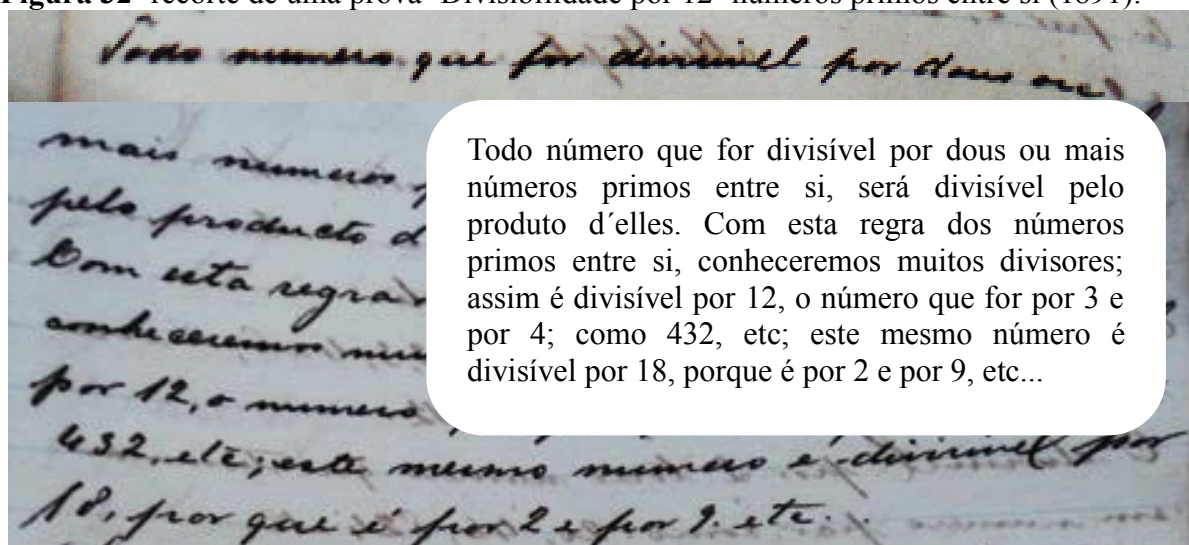 Figura 32- recorte de uma prova- Divisibilidade por 12- números primos entre si (1891).
Todo numero que for divisivel por dous ou
mais numeros
pelo producto d
Com esta regra
conheceremos mu
por 12, o numero
432, etc; este mesmo numero é divisivel por
18, por que é por 2 e por 9. etc.
Todo número que for divisível por dous ou mais
números primos entre si, será divisível pelo
produto d´elles. Com esta regra dos números
primos entre si, conheceremos muitos divisores;
assim é divisível por 12, o número que for por 3 e
por 4; como 432, etc; este mesmo número é
divisível por 18, porque é por 2 e por 9, etc...